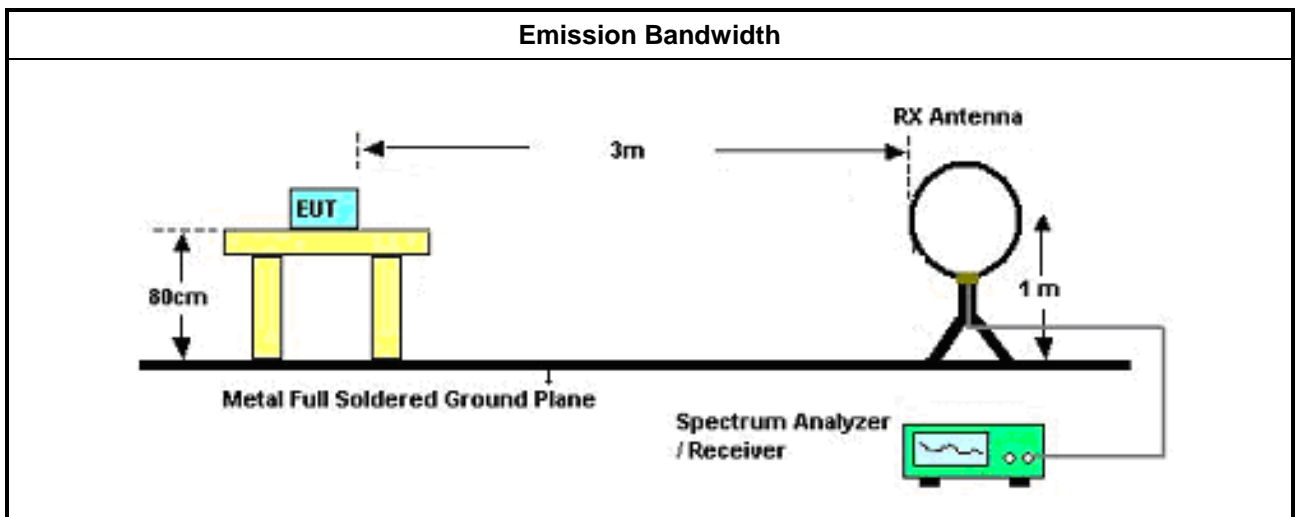 Emission Bandwidth
RX Antenna
3m
EUT
80cm
1 m
Metal Full Soldered Ground Plane
Spectrum Analyzer
/ Receiver